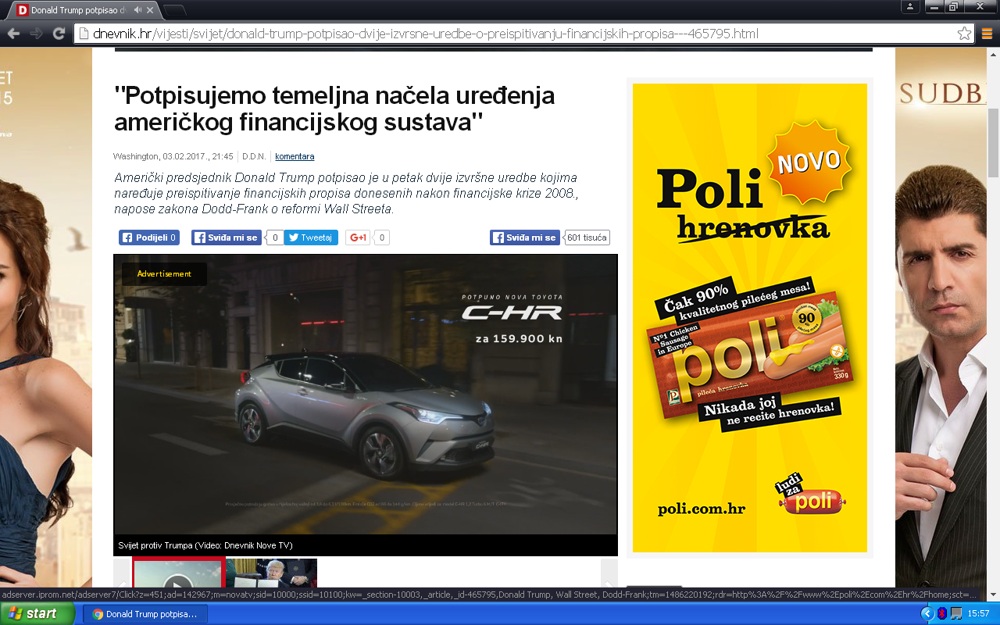 Donald Trump potpisao dv
dnevnik.hr/vijesti/svijet/donald-trump-potpisao-dvije-izvrsne-uredbe-o-preispitivanju-financijskih-propisa---465795.html
"Potpisujemo temeljna načela uređenja
američkog financijskog sustava"
Washington, 03.02.2017., 21:45 D.D.N. komentara
Američki predsjednik Donald Trump potpisao je u petak dvije izvršne uredbe kojima
naređuje preispitivanje financijskih propisa donesenih nakon financijske krize 2008.,
napose zakona Dodd-Frank o reformi Wall Streeta.
Podijeli 0 Sviđa mi se 0 Tweetaj G+1 0 Sviđa mi se 601 tisuća
Advertisement
POTPUNO NOVA TOYOTA
C-HR
za 159.900 kn
Svijet protiv Trumpa (Video: Dnevnik Nove TV)
NOVO
Poli
hrenovka
Čak 90%
kvalitetnog pilećeg mesa!
Nº1 Chicken
Sausage
in Europe
90
poli
pileća hrenovka
330 g
Nikada joj
ne recite hrenovka!
ludi
za
poli
poli.com.hr
ET
15
SUDB
adserver.iprom.net/adserver7/Click?z=451;ad=142967;m=novatv;sid=10000;ssid=10100;kw=_section-10003,_article,_id-465795,Donald Trump, Wall Street, Dodd-Frank;tm=1486220192;rdr=http%3A%2F%2Fwww%2Epoli%2Ecom%2Ehr%2Fhome;sct=...
start
Donald Trump potpisa...
15:57